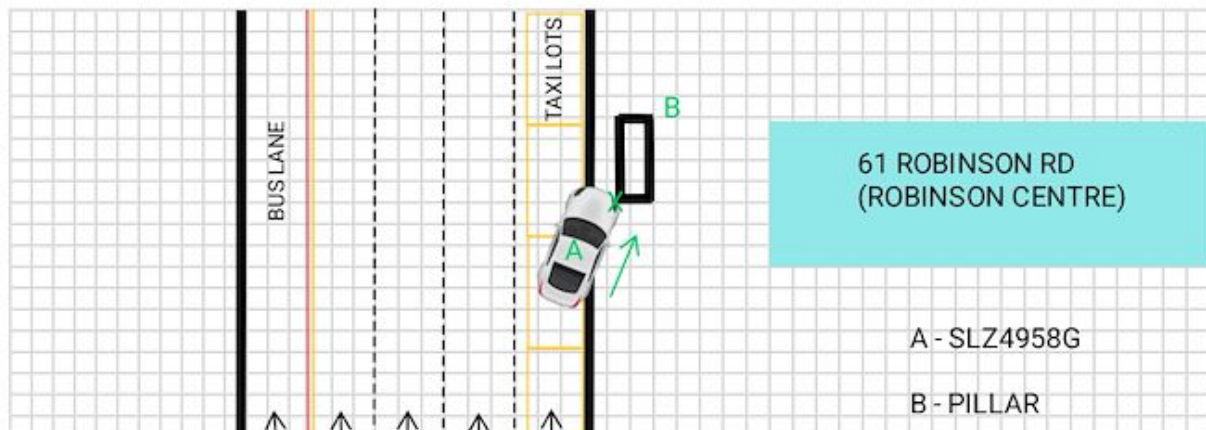 TAXI LOTS
B
BUS LANE
61 ROBINSON RD
(ROBINSON CENTRE)
X
A
A - SLZ4958G
B - PILLAR